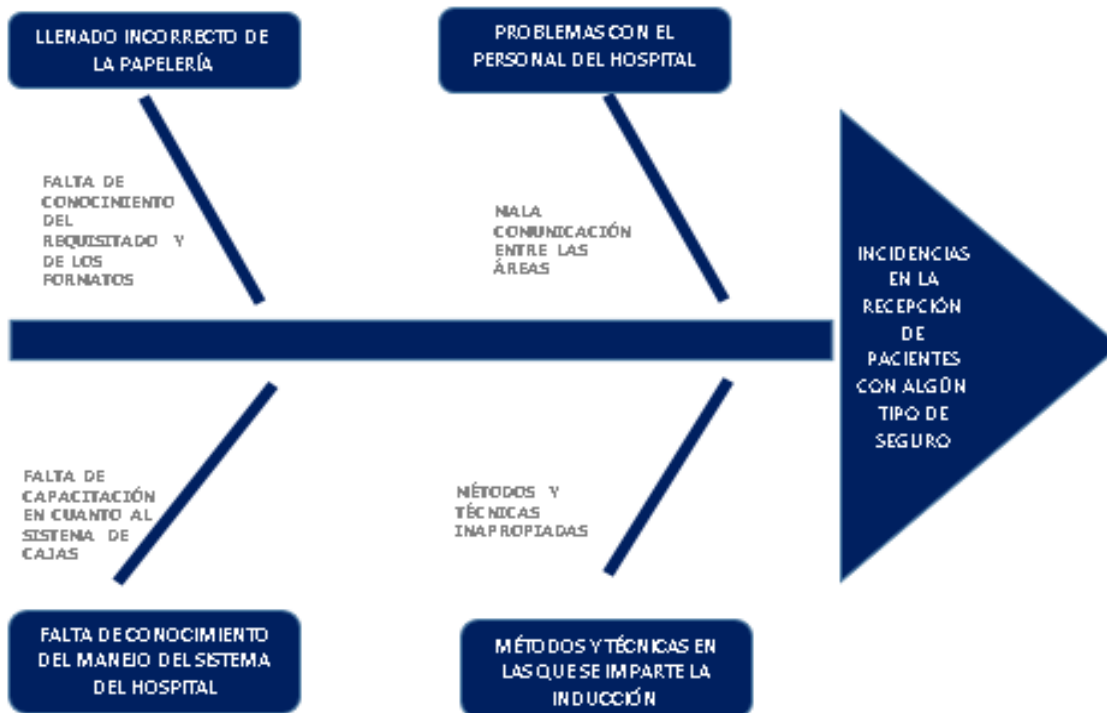 LLENADO INCORRECTO DE
LA PAPELERÍA
PROBLEMAS CON EL
PERSONAL DEL HOSPITAL
FALTA DE
CONOCIMIENTO
DEL
REQUISITADO Y
DE LOS
FORMATOS
MALA
COMUNICACIÓN
ENTRE LAS
ÁREAS
INCIDENCIAS
EN LA
RECEPCIÓN
DE
PACIENTES
CON ALGÚN
TIPO DE
SEGURO
FALTA DE
CAPACITACIÓN
EN CUANTO AL
SISTEMA DE
CAJAS
MÉTODOS Y
TÉCNICAS
INAPROPIADAS
FALTA DE CONOCIMIENTO
DEL MANEJO DEL SISTEMA
DEL HOSPITAL
MÉTODOS Y TÉCNICAS EN
LAS QUE SE IMPARTE LA
INDUCCIÓN